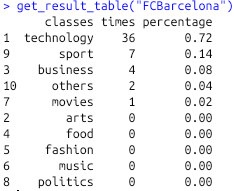 > get_result_table("FCBarcelona")
classes times percentage
1 technology 36 0.72
9 sport 7 0.14
3 business 4 0.08
10 others 2 0.04
7 movies 1 0.02
2 arts 0 0.00
4 food 0 0.00
5 fashion 0 0.00
6 music 0 0.00
8 politics 0 0.00